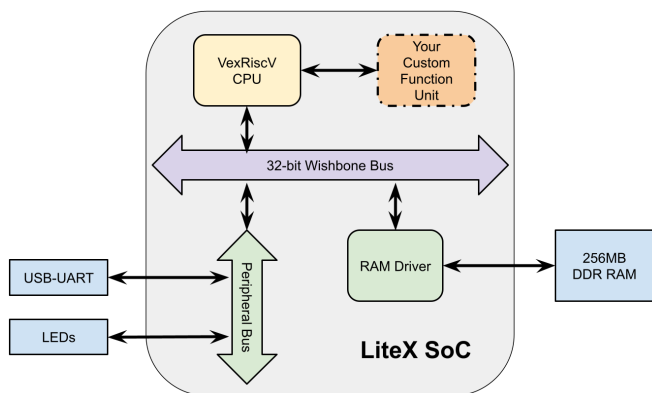 VexRiscV
CPU
Your
Custom
Function
Unit
32-bit Wishbone Bus
USB-UART
LEDs
Peripheral Bus
RAM Driver
256MB
DDR RAM
LiteX SoC